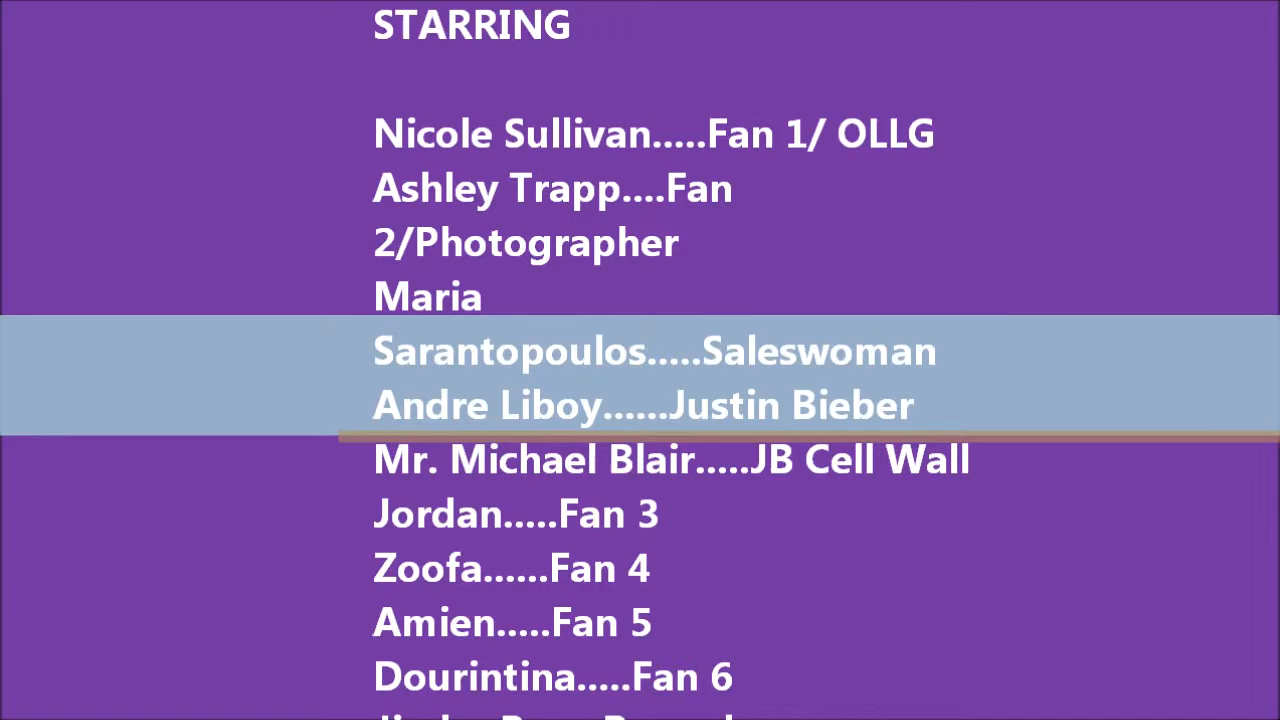 STARRING
Nicole Sullivan.....Fan 1/ OLLG
Ashley Trapp....Fan
2/Photographer
Maria
Sarantopoulos.....Saleswoman
Andre Liboy......Justin Bieber
Mr. Michael Blair.....JB Cell Wall
Jordan.....Fan 3
Zoofa......Fan 4
Amien.....Fan 5
Dourintina.....Fan 6